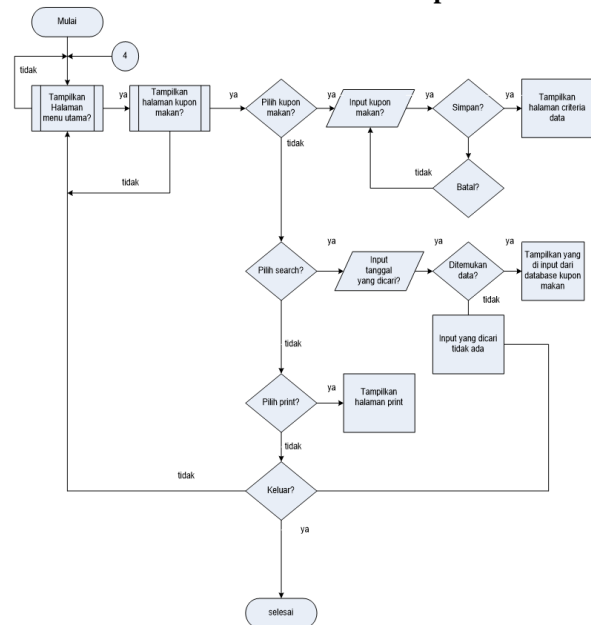 Mulai
4
tidak
Tampilkan
Halaman
menu utama?
ya
Tampilkan
halaman kupon
makan?
ya
Pilih kupon
makan?
ya
Input kupon
makan?
ya
Simpan?
ya
Tampilkan
halaman criteria
data
tidak
tidak
tidak
Batal?
Pilih search?
ya
Input
tanggal
yang dicari?
ya
Ditemukan
data?
ya
Tampilkan yang
di input dari
database kupon
makan
tidak
Input yang dicari
tidak ada
tidak
Pilih print?
ya
Tampilkan
halaman print
tidak
tidak
Keluar?
ya
selesai